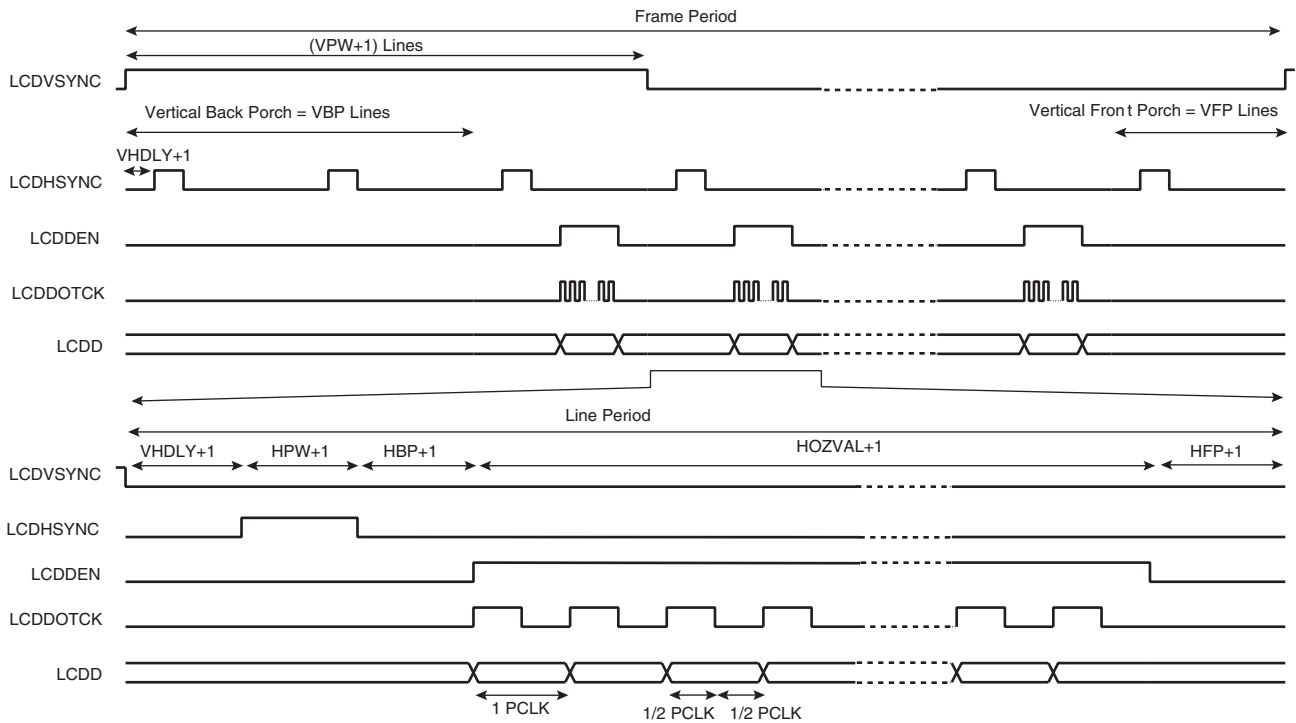 Frame Period
(VPW+1) Lines
LCDVSYNC
Vertical Back Porch = VBP Lines
Vertical Front Porch = VFP Lines
VHDLY+1
LCDHSYNC
LCDDEN
LCDDOTCK
LCDD
Line Period
VHDLY+1 HPW+1 HBP+1 HOZVAL+1 HFP+1
LCDVSYNC
LCDHSYNC
LCDDEN
LCDDOTCK
LCDD
1 PCLK 1/2 PCLK 1/2 PCLK